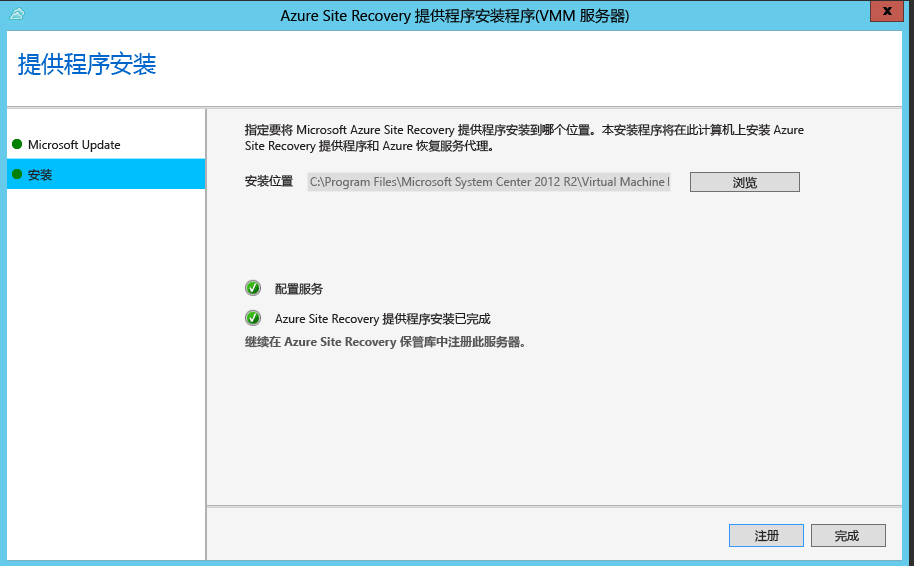 Azure Site Recovery 提供程序安装程序(VMM 服务器)
提供程序安装
Microsoft Update
安装
指定要将 Microsoft Azure Site Recovery 提供程序安装到哪个位置。本安装程序将在此计算机上安装 Azure
Site Recovery 提供程序和 Azure 恢复服务代理。
安装位置 C:\Program Files\Microsoft System Center 2012 R2\Virtual Machine 浏览
配置服务
Azure Site Recovery 提供程序安装已完成
继续在 Azure Site Recovery 保管库中注册此服务器。
注册 完成